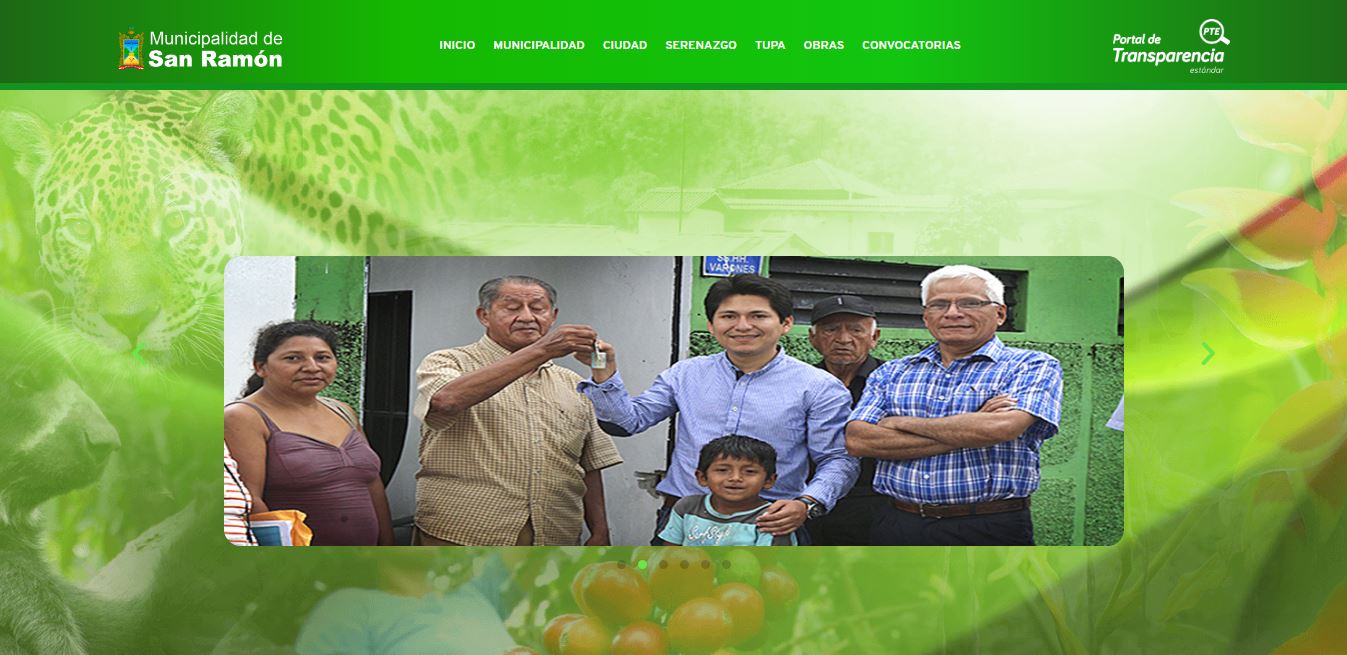 Municipalidad de
San Ramón
INICIO MUNICIPALIDAD CIUDAD SERENAZGO TUPA OBRAS CONVOCATORIAS
PTE
Portal de
Transparencia
estándar
SS.HH.
VARONES